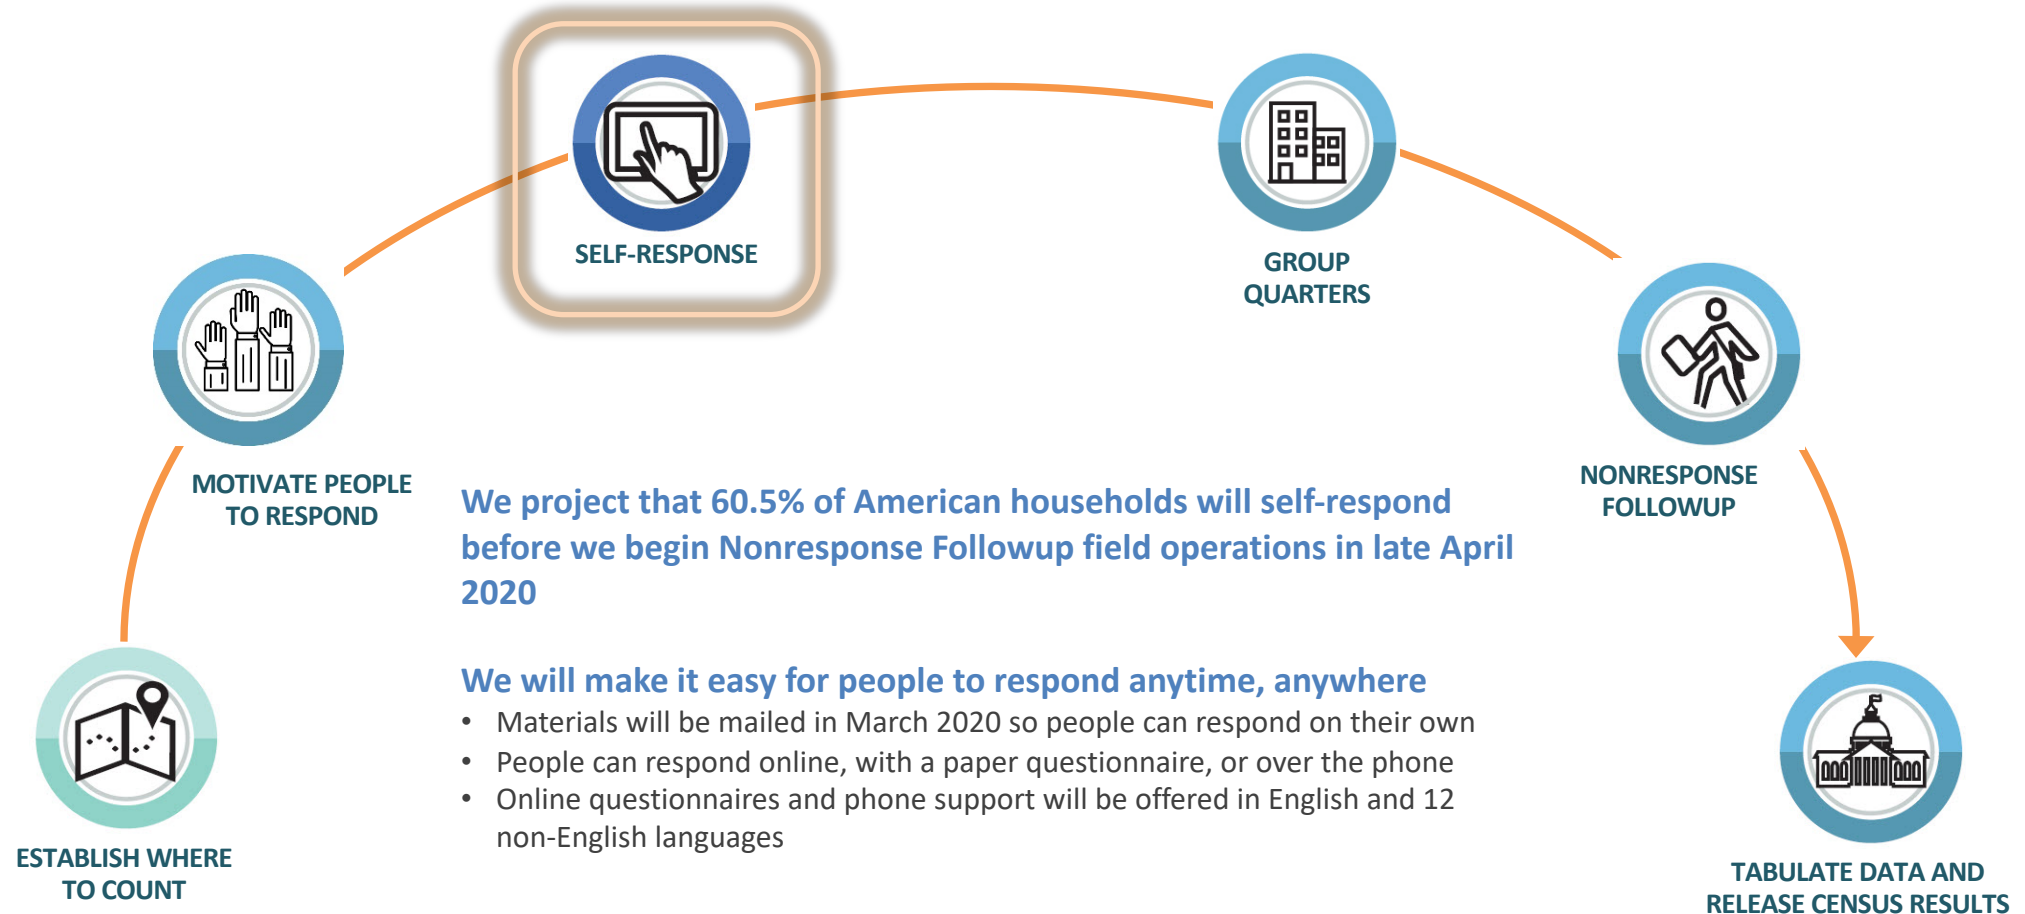 SELF-RESPONSE
GROUP
QUARTERS
MOTIVATE PEOPLE
TO RESPOND
NONRESPONSE
FOLLOWUP
We project that 60.5% of American households will self-respond
before we begin Nonresponse Followup field operations in late April
2020
We will make it easy for people to respond anytime, anywhere
• Materials will be mailed in March 2020 so people can respond on their own
• People can respond online, with a paper questionnaire, or over the phone
• Online questionnaires and phone support will be offered in English and 12
non-English languages
ESTABLISH WHERE
TO COUNT
TABULATE DATA AND
RELEASE CENSUS RESULTS